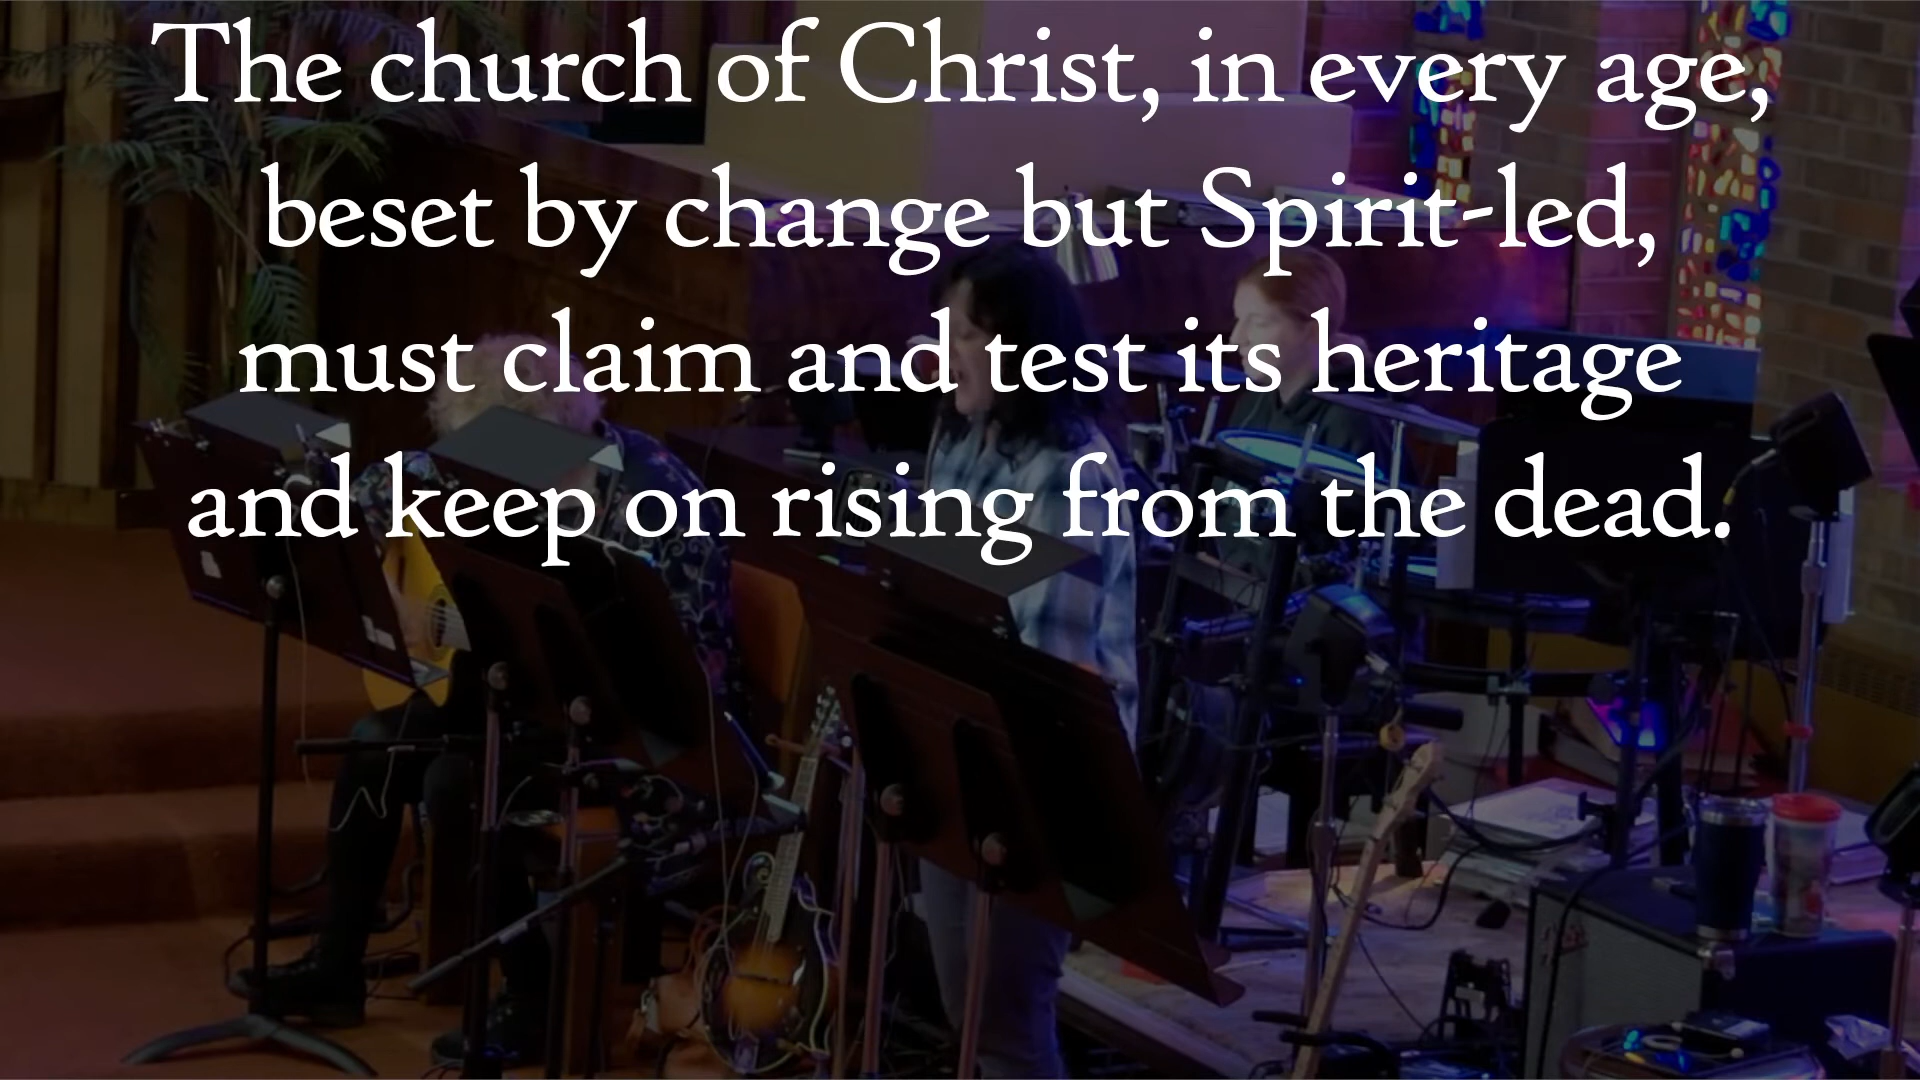 The church of Christ, in every age,
beset by change but Spirit-led,
must claim and test its heritage
and keep on rising from the dead.